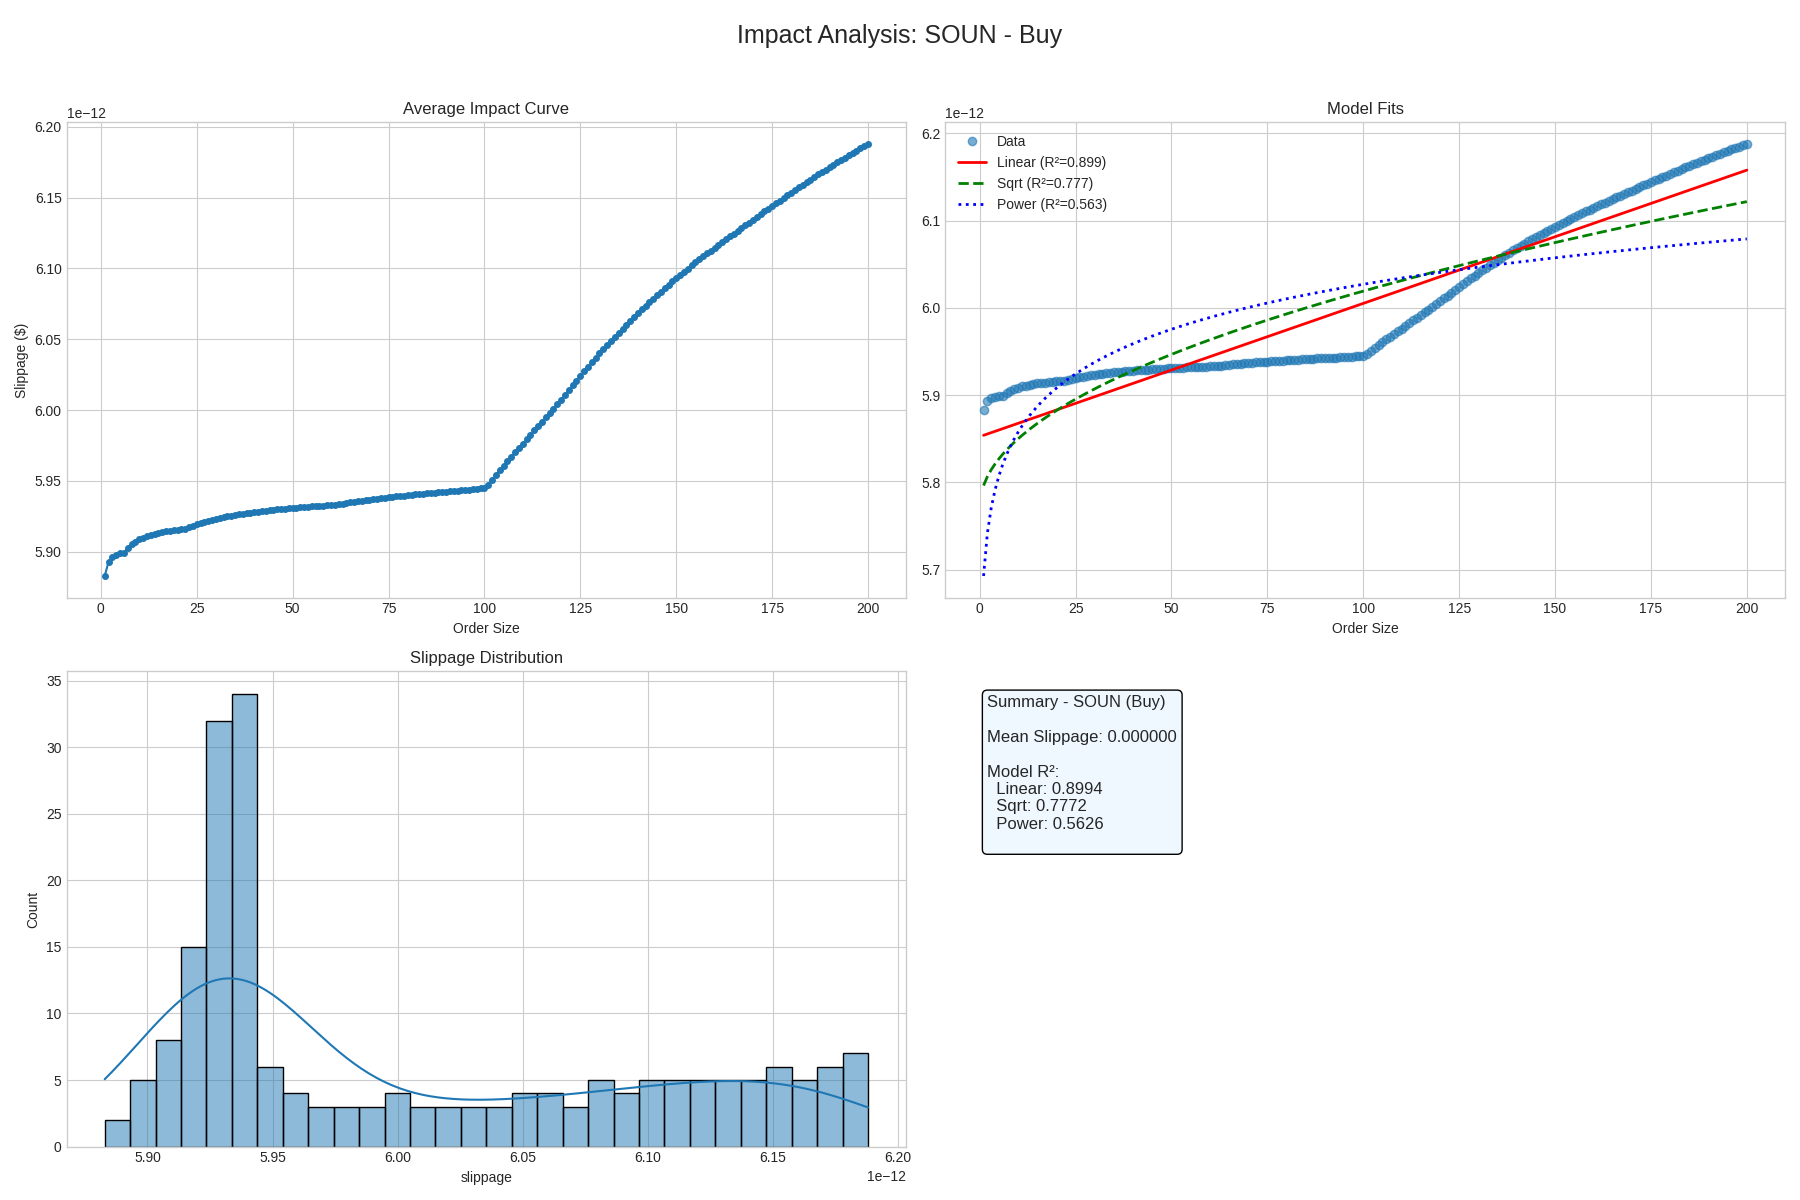 Impact Analysis: SOUN - Buy
Average Impact Curve
1e−12
6.20
6.15
6.10
6.05
6.00
5.95
5.90
Slippage ($)
0 25 50 75 100 125 150 175 200
Order Size
Model Fits
1e−12
Data
Linear (R²=0.899)
Sqrt (R²=0.777)
Power (R²=0.563)
6.2
6.1
6.0
5.9
5.8
5.7
0 25 50 75 100 125 150 175 200
Order Size
Slippage Distribution
35
30
25
20
15
10
5
0
Count
5.90 5.95 6.00 6.05 6.10 6.15 6.20
1e−12
slippage
Summary - SOUN (Buy)
Mean Slippage: 0.000000
Model R²:
Linear: 0.8994
Sqrt: 0.7772
Power: 0.5626